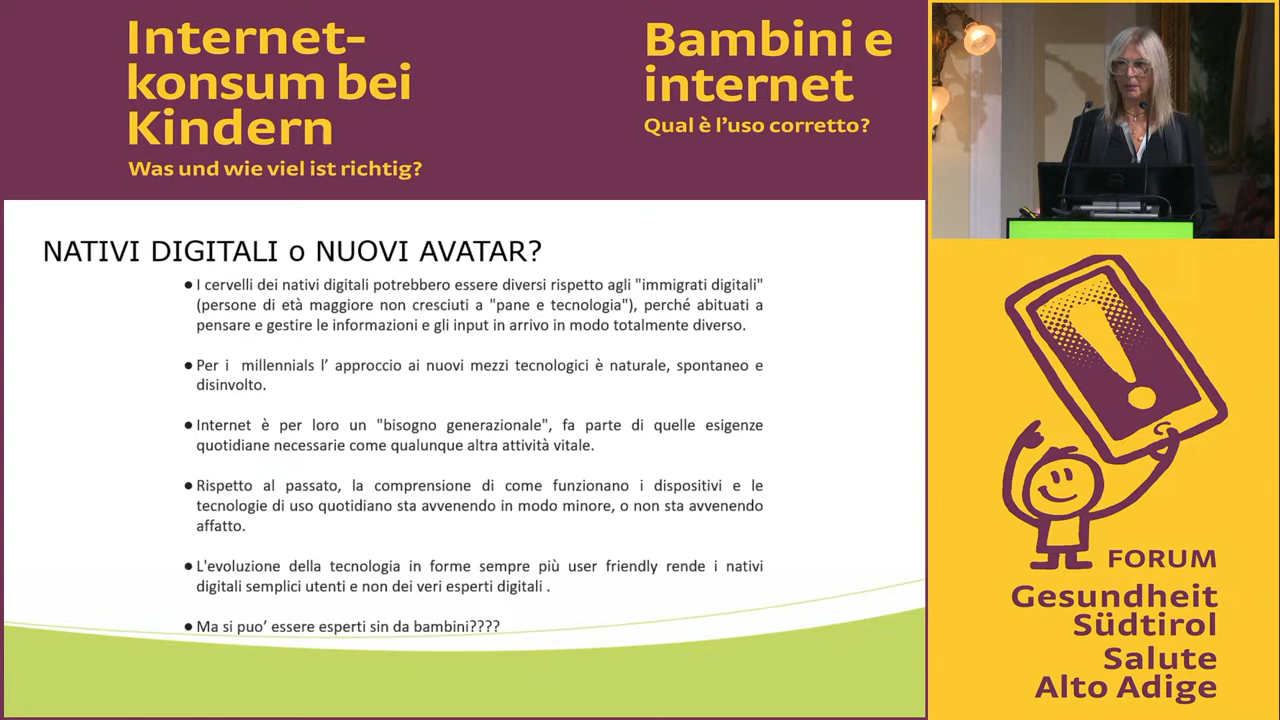 Internet-
konsum bei
Kindern
Was und wie viel ist richtig?
Bambini e
internet
Qual è l’uso corretto?
NATIVI DIGITALI o NUOVI AVATAR?
● I cervelli dei nativi digitali potrebbero essere diversi rispetto agli "immigrati digitali"
(persone di età maggiore non cresciuti a "pane e tecnologia"), perché abituati a
pensare e gestire le informazioni e gli input in arrivo in modo totalmente diverso.
● Per i millennials l’ approccio ai nuovi mezzi tecnologici è naturale, spontaneo e
disinvolto.
● Internet è per loro un "bisogno generazionale", fa parte di quelle esigenze
quotidiane necessarie come qualunque altra attività vitale.
● Rispetto al passato, la comprensione di come funzionano i dispositivi e le
tecnologie di uso quotidiano sta avvenendo in modo minore, o non sta avvenendo
affatto.
● L'evoluzione della tecnologia in forme sempre più user friendly rende i nativi
digitali semplici utenti e non dei veri esperti digitali .
● Ma si puo’ essere esperti sin da bambini????
FORUM
Gesundheit
Südtirol
Salute
Alto Adige